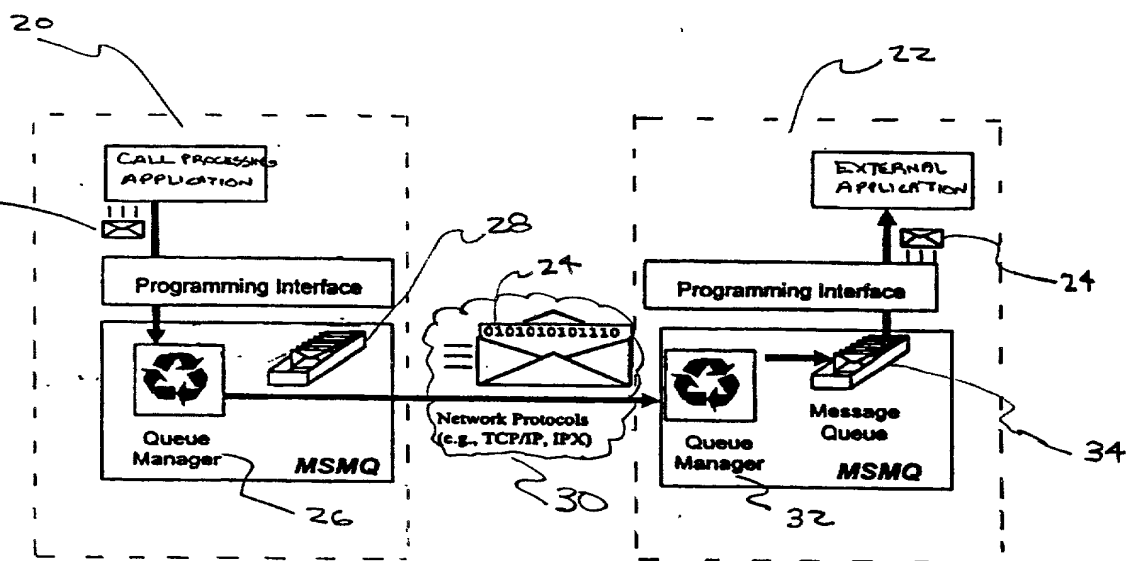 20
22
CALL PROCESSING
APPLICATION
EXTERNAL
APPLICATION
28
24
24
Programming Interface
Programming Interface
0101010101110
Network Protocols
(e.g., TCP/IP, IPX)
Queue
Manager
MSMQ
Message
Queue
Queue
Manager
MSMQ
34
26
30
32